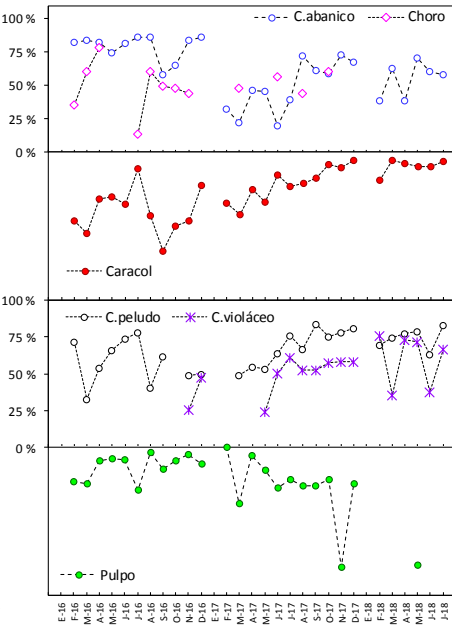 100 %
C.abanico Choro
75 %
50 %
25 %
0 %
Caracol
100 %
C.peludo C.violáceo
75 %
50 %
25 %
0 %
Pulpo
E-16 F-16 M-16 A-16 M-16 J-16 J-16 A-16 S-16 O-16 N-16 D-16 E-17 F-17 M-17 A-17 M-17 J-17 J-17 A-17 S-17 O-17 N-17 D-17 E-18 F-18 M-18 A-18 M-18 J-18 J-18